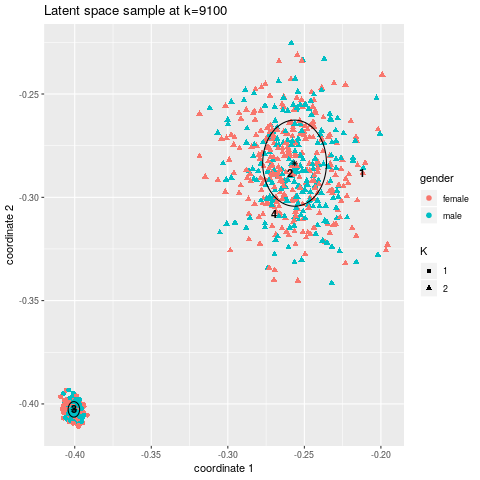 Latent space sample at k=9100
-0.25
-0.30
-0.35
-0.40
coordinate 2
1
2
4
-0.40
-0.35
-0.30
-0.25
-0.20
coordinate 1
gender
female
male
K
1
2